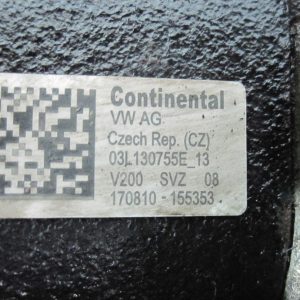 Continental
VW AG
Czech Rep. (CZ)
03L130755E_13
V200 SVZ 08
170810 - 155353